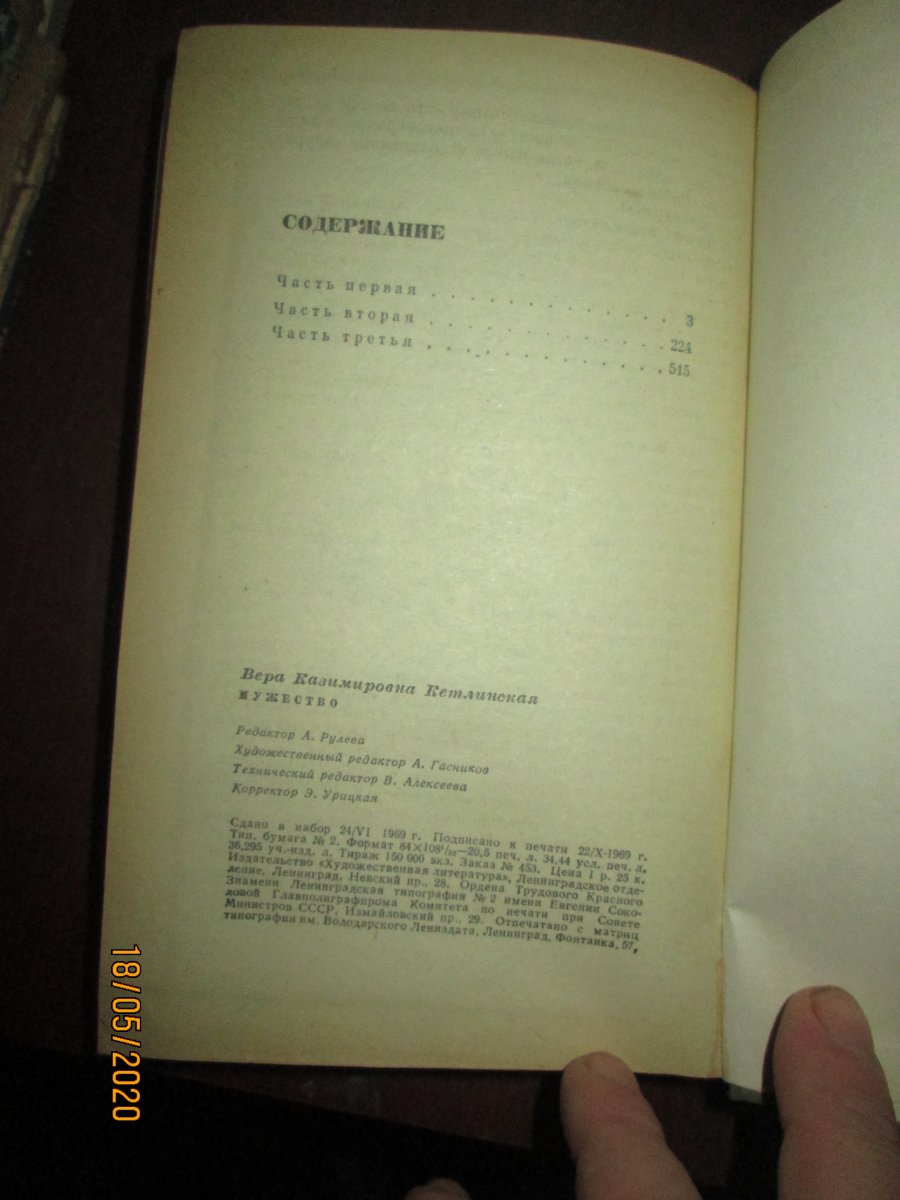 СОДЕРЖАНИЕ
Часть первая . . . . . . . . . . 3
Часть вторая . . . . . . . . . . 224
Часть третья . . . . . . . . . . 515
Вера Казимировна Кетлинская
МУЖЕСТВО
Редактор А. Рулева
Художественный редактор А. Гасников
Технический редактор В. Алексеева
Корректор Э. Урицкая
Сдано в набор 24/VI 1969 г. Подписано к печати 22/X-1969 г.
Тип. бумага № 2. Формат 84×108¹/₃₂—20,5 печ. л. 34,44 усл. печ. л.
36,295 уч.-изд. л. Тираж 150 000 экз. Заказ № 453. Цена 1 р. 25 к.
Издательство «Художественная литература», Ленинградское отде-
ление, Ленинград, Невский пр., 28. Ордена Трудового Красного
Знамени Ленинградская типография № 2 имени Евгении Соко-
ловой Главполиграфпрома Комитета по печати при Совете
Министров СССР, Измайловский пр., 29. Отпечатано с матриц
типографии им. Володарского Лениздата, Ленинград, Фонтанка, 57,
18/05/2020